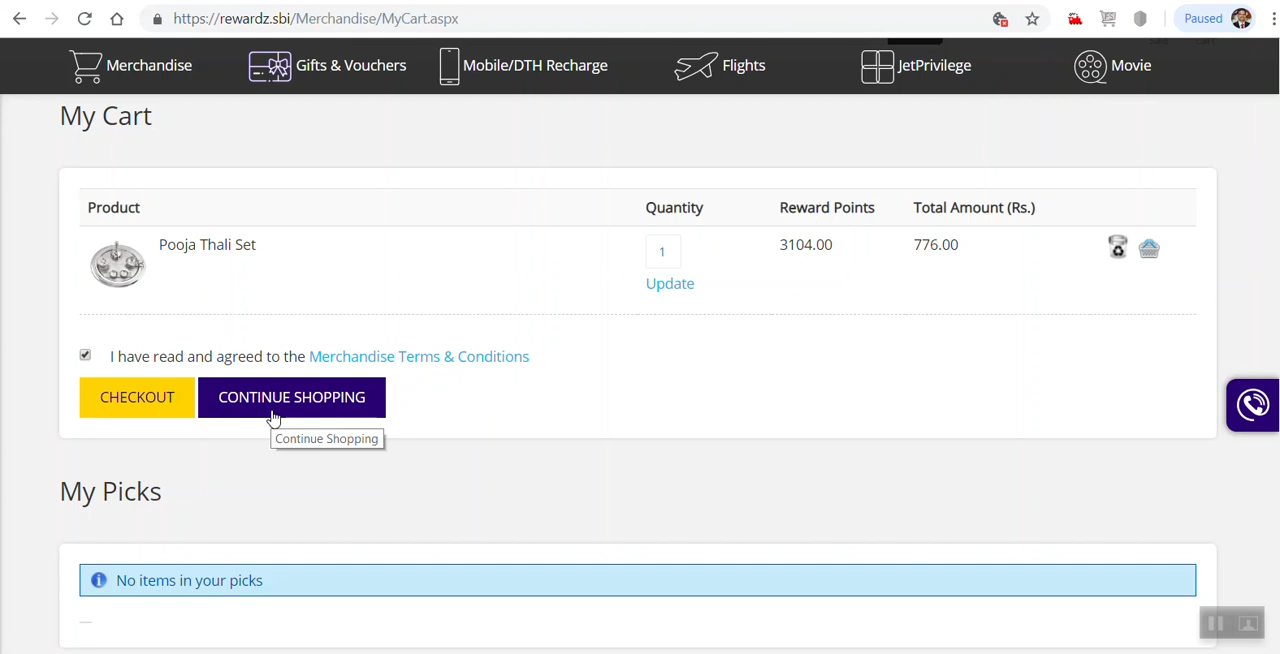 https://rewardz.sbi/Merchandise/MyCart.aspx
Paused
Merchandise
Gifts & Vouchers
Mobile/DTH Recharge
Flights
JetPrivilege
Movie
My Cart
Product Quantity Reward Points Total Amount (Rs.)
Pooja Thali Set 1 3104.00 776.00
Update
I have read and agreed to the Merchandise Terms & Conditions
CHECKOUT CONTINUE SHOPPING
Continue Shopping
My Picks
No items in your picks